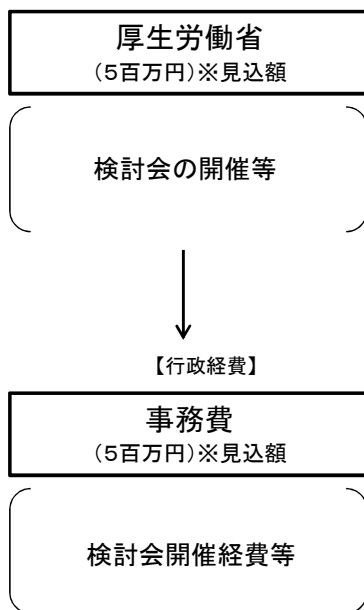 厚生労働省
（５百万円）※見込額
検討会の開催等
【行政経費】
事務費
（５百万円）※見込額
検討会開催経費等